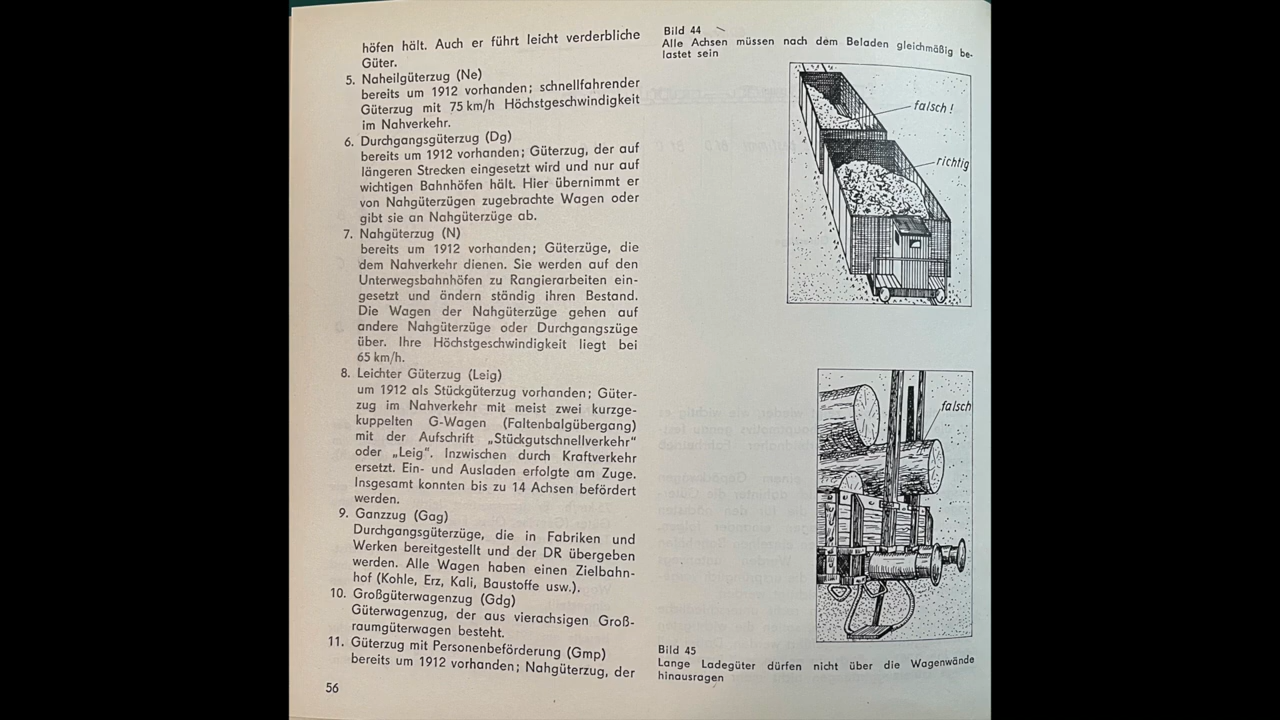 höfen hält. Auch er führt leicht verderbliche
Güter.
5. Naheilgüterzug (Ne)
bereits um 1912 vorhanden; schnellfahrender
Güterzug mit 75 km/h Höchstgeschwindigkeit
im Nahverkehr.
6. Durchgangsgüterzug (Dg)
bereits um 1912 vorhanden; Güterzug, der auf
längeren Strecken eingesetzt wird und nur auf
wichtigen Bahnhöfen hält. Hier übernimmt er
von Nahgüterzügen zugebrachte Wagen oder
gibt sie an Nahgüterzüge ab.
7. Nahgüterzug (N)
bereits um 1912 vorhanden; Güterzüge, die
dem Nahverkehr dienen. Sie werden auf den
Unterwegsbahnhöfen zu Rangierarbeiten ein-
gesetzt und ändern ständig ihren Bestand.
Die Wagen der Nahgüterzüge gehen auf
andere Nahgüterzüge oder Durchgangszüge
über. Ihre Höchstgeschwindigkeit liegt bei
65 km/h.
8. Leichter Güterzug (Leig)
um 1912 als Stückgüterzug vorhanden; Güter-
zug im Nahverkehr mit meist zwei kurzge-
kuppelten G-Wagen (Faltenbalgübergang)
mit der Aufschrift „Stückgutschnellverkehr"
oder „Leig". Inzwischen durch Kraftverkehr
ersetzt. Ein- und Ausladen erfolgte am Zuge.
Insgesamt konnten bis zu 14 Achsen befördert
werden.
9. Ganzzug (Gag)
Durchgangsgüterzüge, die in Fabriken und
Werken bereitgestellt und der DR übergeben
werden. Alle Wagen haben einen Zielbahn-
hof (Kohle, Erz, Kali, Baustoffe usw.).
10. Großgüterwagenzug (Gdg)
Güterwagenzug, der aus vierachsigen Groß-
raumgüterwagen besteht.
11. Güterzug mit Personenbeförderung (Gmp)
bereits um 1912 vorhanden; Nahgüterzug, der
56
Bild 44
Alle Achsen müssen nach dem Beladen gleichmäßig be-
lastet sein
falsch!
richtig
falsch
Bild 45
Lange Ladegüter dürfen nicht über die Wagenwände
hinausragen